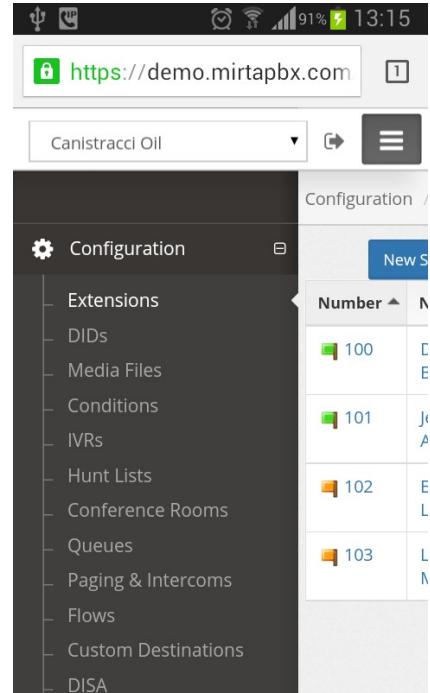 91% 13:15
https://demo.mirtapbx.com
1
Canistracci Oil
Configuration /
Configuration
New S
Extensions
Number N
DIDs
100 D
Media Files
B
Conditions
101 Je
IVRs
A
Hunt Lists
102 E
Conference Rooms
L
Queues
103 L
Paging & Intercoms
M
Flows
Custom Destinations
DISA